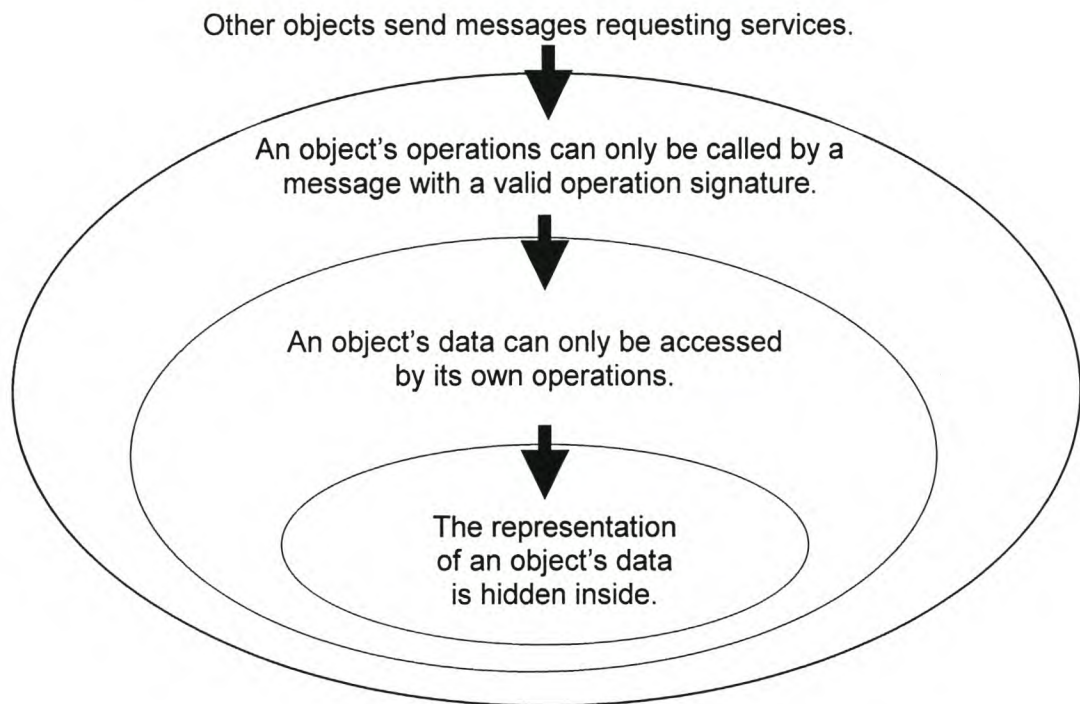 Other objects send messages requesting services.
An object's operations can only be called by a
message with a valid operation signature.
An object's data can only be accessed
by its own operations.
The representation
of an object's data
is hidden inside.